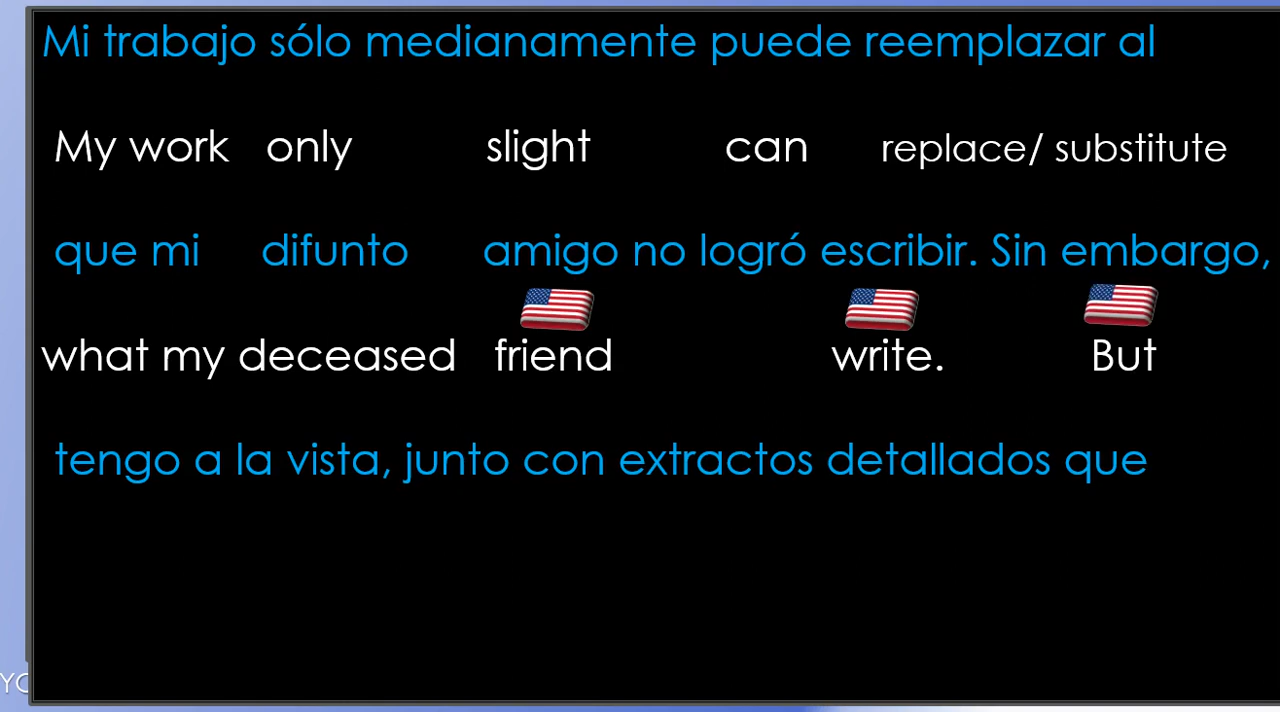 Mi trabajo sólo medianamente puede reemplazar al
My work only slight can replace/ substitute
que mi difunto amigo no logró escribir. Sin embargo,
what my deceased friend write. But
tengo a la vista, junto con extractos detallados que
YO